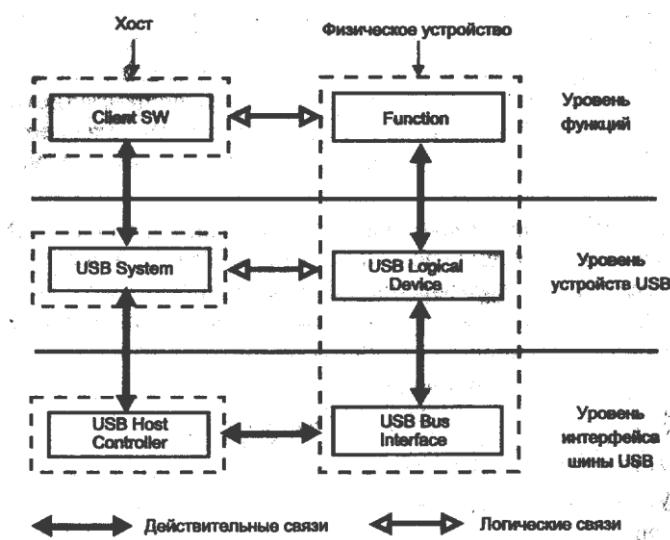 Хост
Физическое устройство
Client SW
Function
Уровень
функций
USB System
USB Logical
Device
Уровень
устройств USB
USB Host
Controller
USB Bus
Interface
Уровень
интерфейса
шины USB
Действительные связи
Логические связи